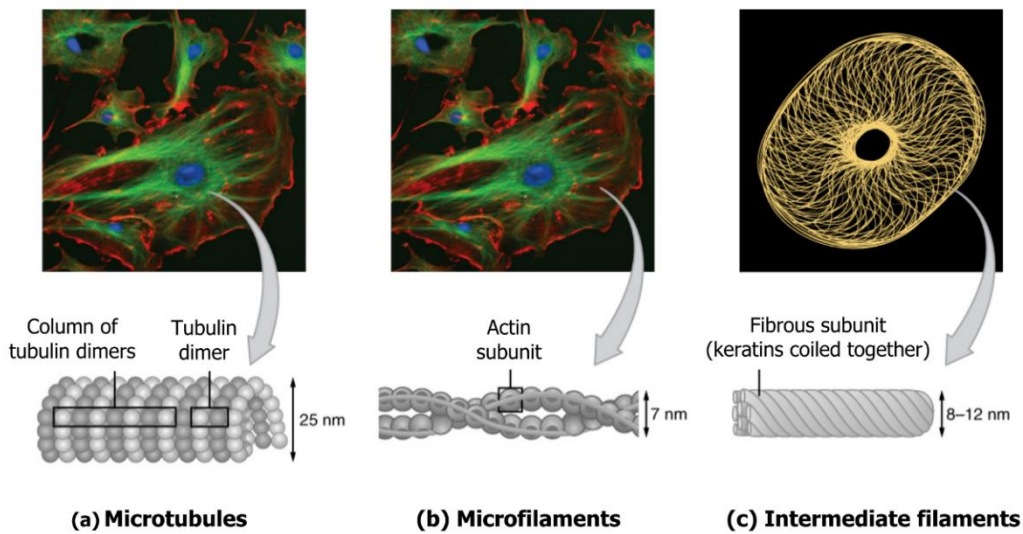 Column of
tubulin dimers
Tubulin
dimer
25 nm
(a) Microtubules
Actin
subunit
7 nm
(b) Microfilaments
Fibrous subunit
(keratins coiled together)
8–12 nm
(c) Intermediate filaments